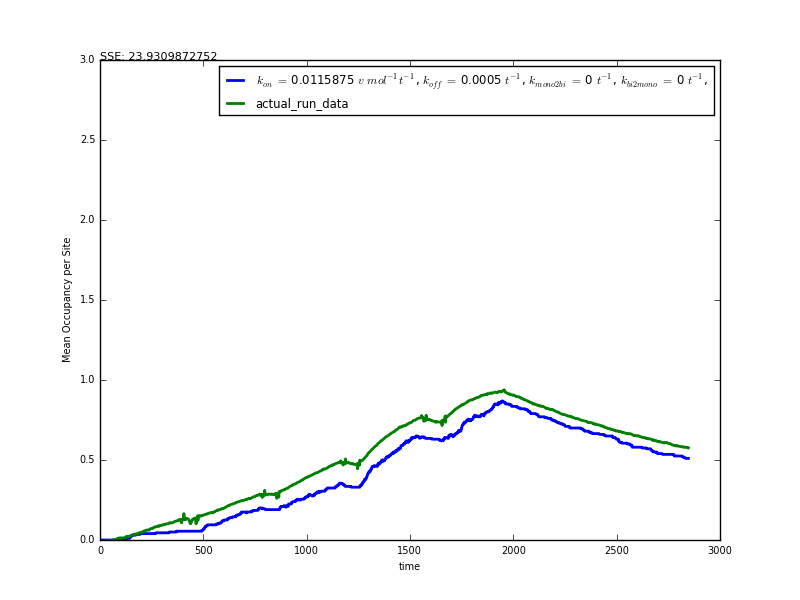 SSE: 23.9309872752
k_on = 0.0115875 v mol^-1 t^-1, k_off = 0.0005 t^-1, k_mono2bi = 0 t^-1, k_bi2mono = 0 t^-1,
actual_run_data
3.0
2.5
2.0
1.5
1.0
0.5
0.0
Mean Occupancy per Site
0 500 1000 1500 2000 2500 3000
time